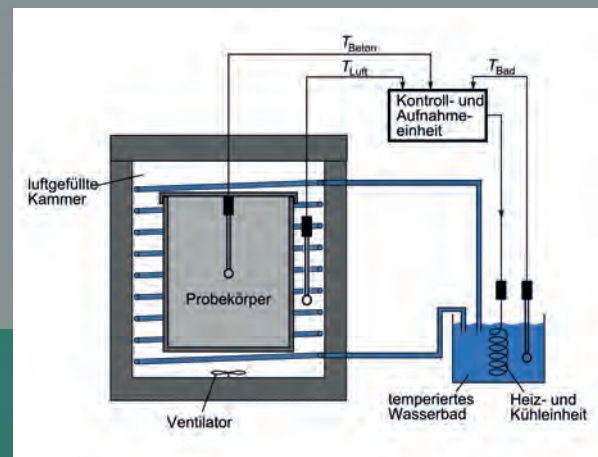 T_Beton
T_Luft
T_Bad
Kontroll- und
Aufnahme-
einheit
luftgefüllte
Kammer
Probekörper
Ventilator
temperiertes
Wasserbad
Heiz- und
Kühleinheit